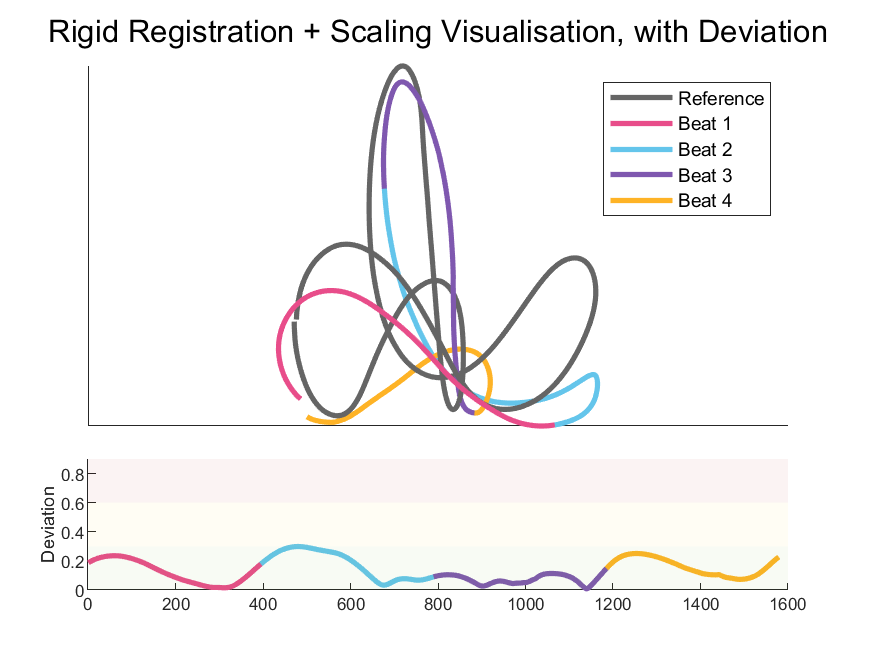 Rigid Registration + Scaling Visualisation, with Deviation
Reference
Beat 1
Beat 2
Beat 3
Beat 4
Deviation
0.8
0.6
0.4
0.2
0
0 200 400 600 800 1000 1200 1400 1600